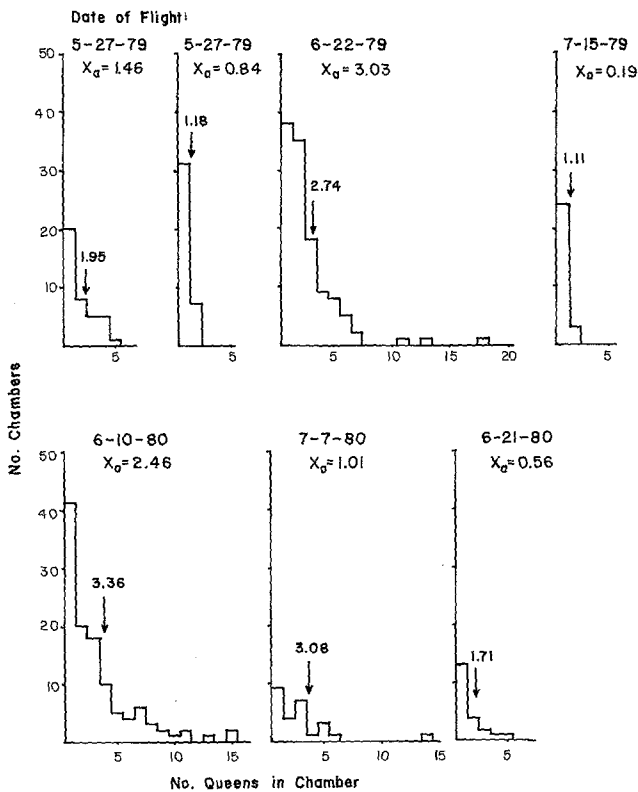 Date of Flight:
5-27-79 5-27-79 6-22-79 7-15-79
Xa=1.46 Xa=0.84 Xa=3.03 Xa=0.19
50
40
30
20
10
1.95
1.18
2.74
1.11
5 5 5 10 15 20 5
No. Chambers
6-10-80 7-7-80 6-21-80
Xa=2.46 Xa=1.01 Xa=0.56
50
40
30
20
10
3.36
3.08
1.71
5 10 15 5 10 15 5
No. Queens in Chamber